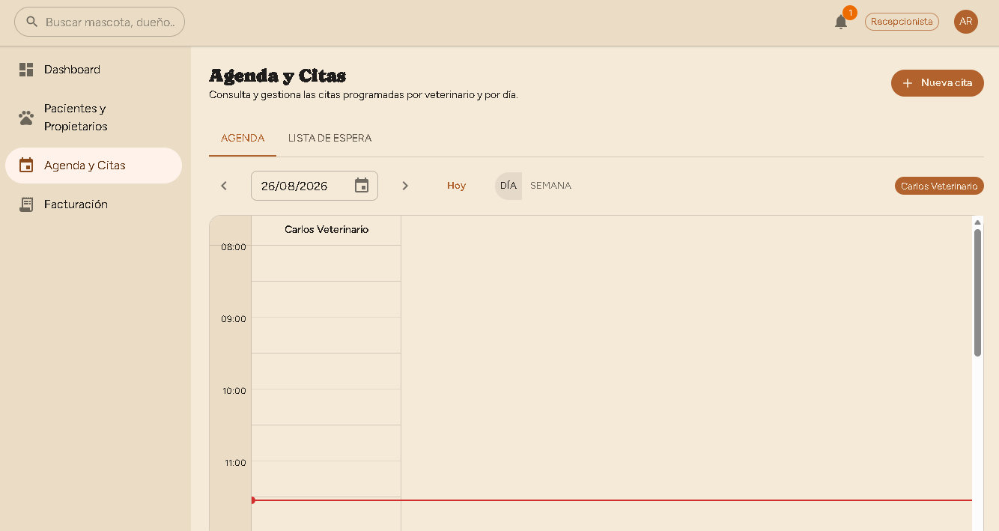 Buscar mascota, dueño..
1
Recepcionista
AR
Dashboard
Pacientes y
Propietarios
Agenda y Citas
Facturación
Agenda y Citas
Consulta y gestiona las citas programadas por veterinario y por día.
+ Nueva cita
AGENDA
LISTA DE ESPERA
26/08/2026
Hoy
DÍA
SEMANA
Carlos Veterinario
Carlos Veterinario
08:00
09:00
10:00
11:00